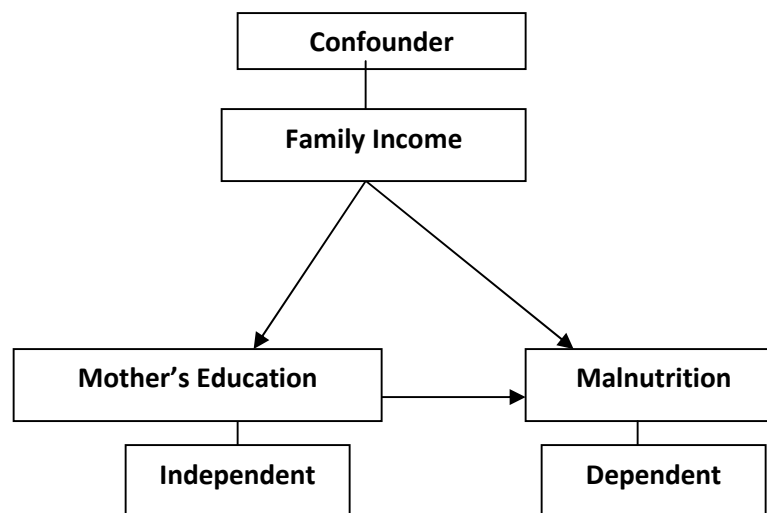 Confounder
Family Income
Mother’s Education
Malnutrition
Independent
Dependent